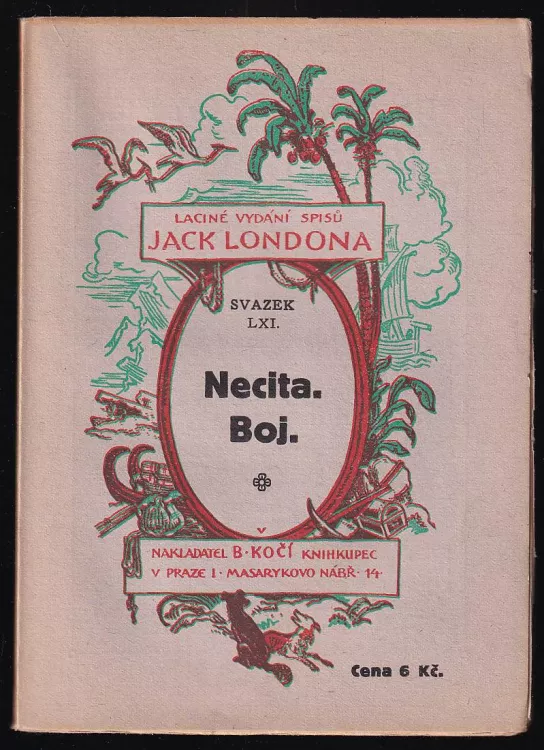 LACINÉ VYDÁNÍ SPISŮ
JACK LONDONA
SVAZEK
LXI.
Necita.
Boj.
NAKLADATEL B·KOČÍ KNIHKUPEC
V PRAZE I· MASARYKOVO NÁBŘ· 14·
Cena 6 Kč.